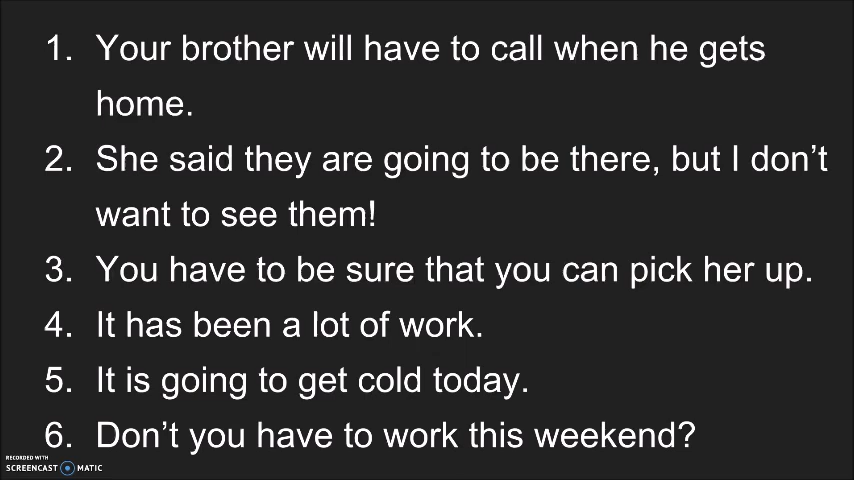 1. Your brother will have to call when he gets
home.
2. She said they are going to be there, but I don’t
want to see them!
3. You have to be sure that you can pick her up.
4. It has been a lot of work.
5. It is going to get cold today.
6. Don’t you have to work this weekend?
RECORDED WITH
SCREENCAST MATIC